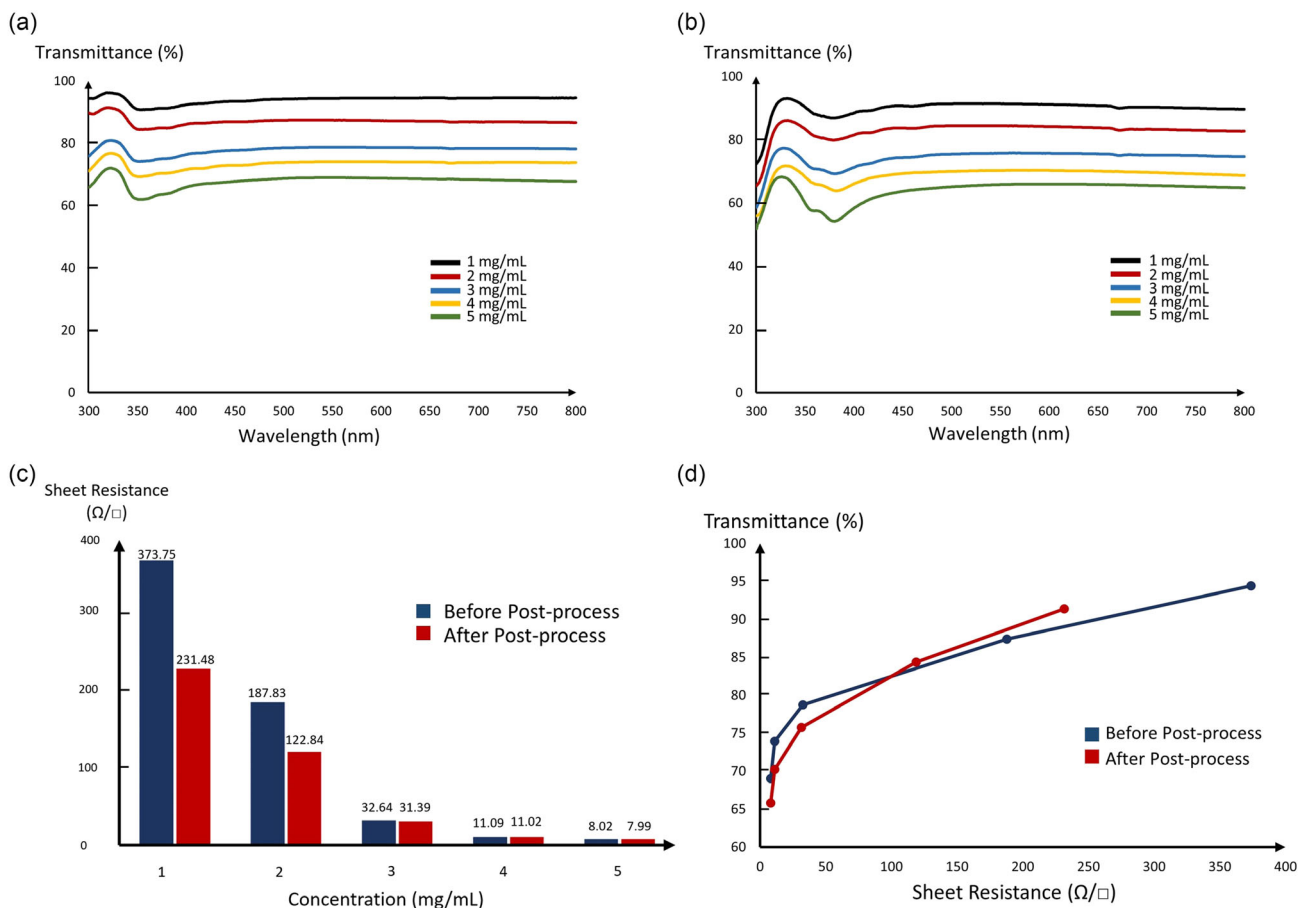 (a)
Transmittance (%)
100
80
60
40
20
0
300 350 400 450 500 550 600 650 700 750 800
Wavelength (nm)
1 mg/mL
2 mg/mL
3 mg/mL
4 mg/mL
5 mg/mL
(b)
Transmittance (%)
100
80
60
40
20
0
300 350 400 450 500 550 600 650 700 750 800
Wavelength (nm)
1 mg/mL
2 mg/mL
3 mg/mL
4 mg/mL
5 mg/mL
(c)
Sheet Resistance
(Ω/□)
400
300
200
100
0
373.75
231.48
187.83
122.84
32.64 31.39
11.09 11.02
8.02 7.99
Before Post-process
After Post-process
1 2 3 4 5
Concentration (mg/mL)
(d)
Transmittance (%)
100
95
90
85
80
75
70
65
60
Before Post-process
After Post-process
0 50 100 150 200 250 300 350 400
Sheet Resistance (Ω/□)